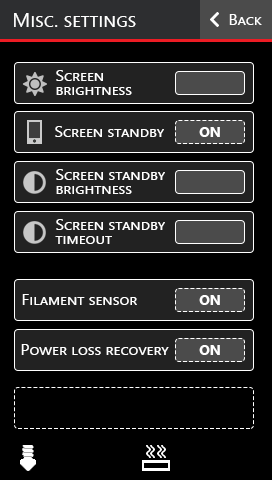 Misc. settings
Back
Screen
brightness
Screen standby
ON
Screen standby
brightness
Screen standby
timeout
Filament sensor
ON
Power loss recovery
ON